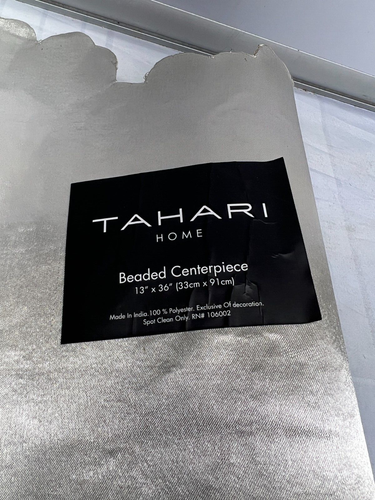 TAHARI
HOME
Beaded Centerpiece
13" x 36" (33cm x 91cm)
Made In India.100 % Polyester. Exclusive Of decoration.
Spot Clean Only. RN# 106002